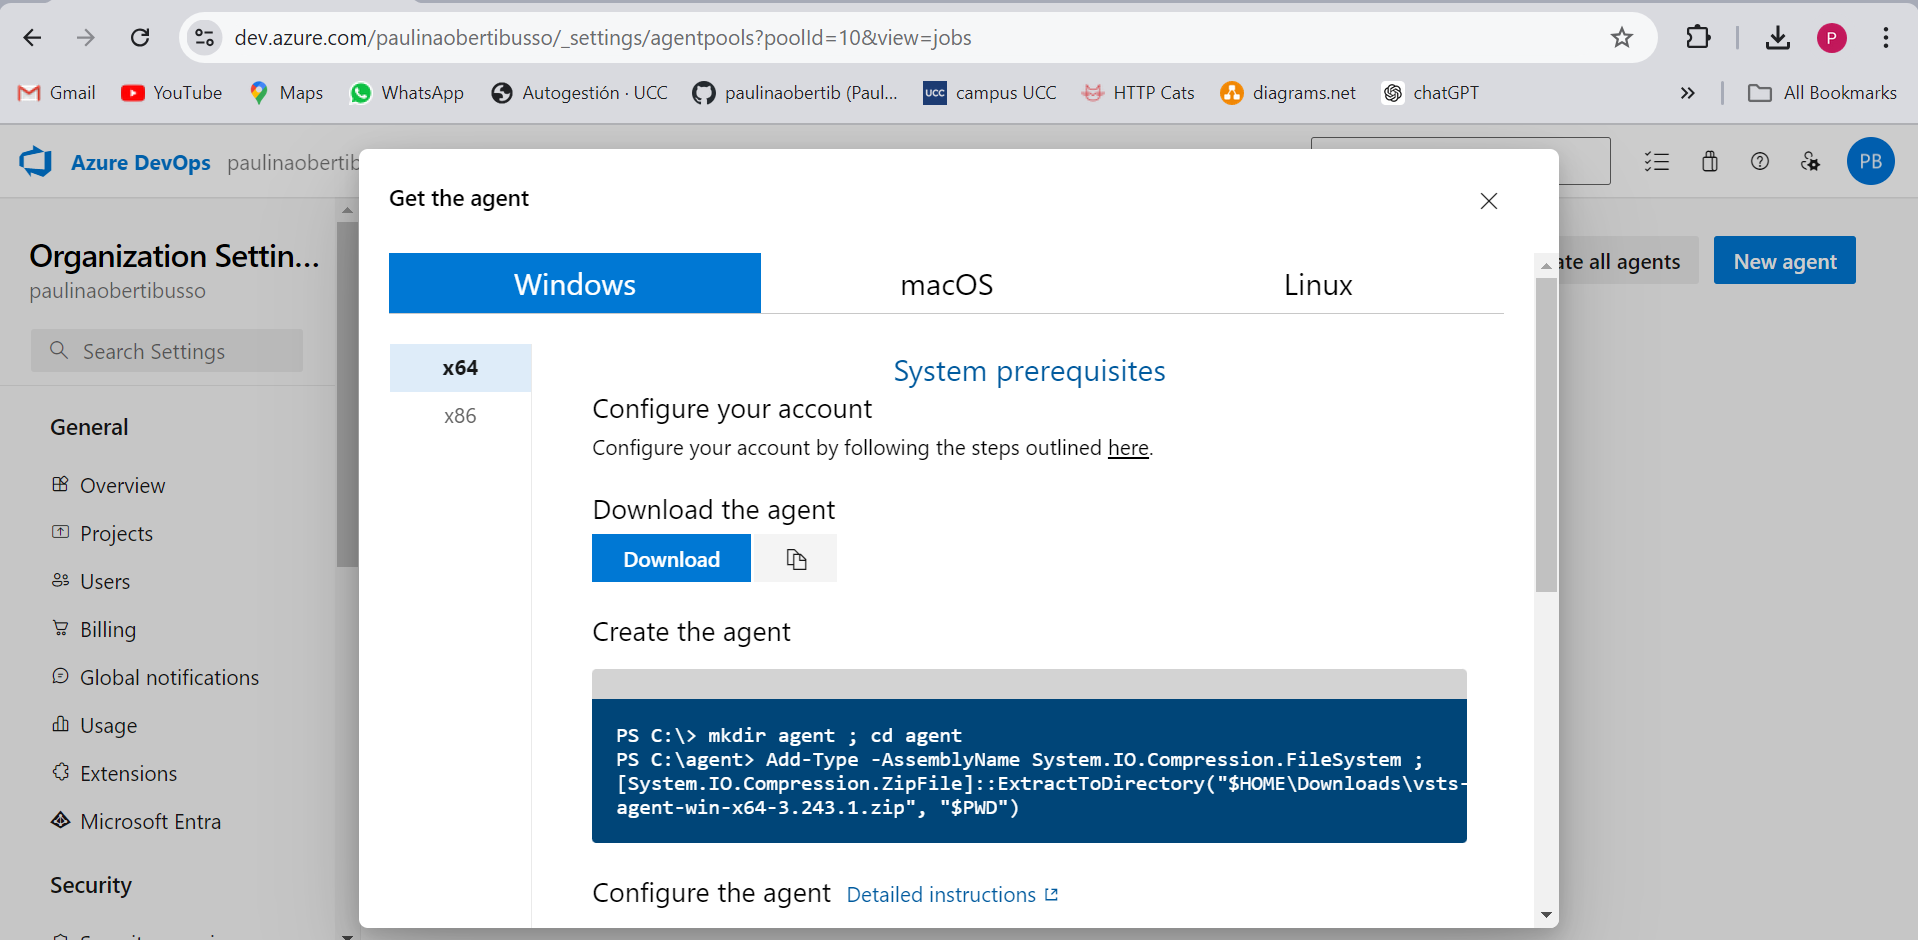 dev.azure.com/paulinaobertibusso/_settings/agentpools?poolId=10&view=jobs
P
Gmail
YouTube
Maps
WhatsApp
Autogestión · UCC
paulinaobertib (Paul...
UCC
campus UCC
HTTP Cats
diagrams.net
chatGPT
»
All Bookmarks
Azure DevOps
paulinaobertib
PB
Organization Settin...
paulinaobertibusso
Search Settings
General
Overview
Projects
Users
Billing
Global notifications
Usage
Extensions
Microsoft Entra
Security
Get the agent
ate all agents
New agent
Windows
macOS
Linux
x64
x86
System prerequisites
Configure your account
Configure your account by following the steps outlined here.
Download the agent
Download
Create the agent
PS C:\> mkdir agent ; cd agent
PS C:\agent> Add-Type -AssemblyName System.IO.Compression.FileSystem ;
[System.IO.Compression.ZipFile]::ExtractToDirectory("$HOME\Downloads\vsts-
agent-win-x64-3.243.1.zip", "$PWD")
Configure the agent
Detailed instructions